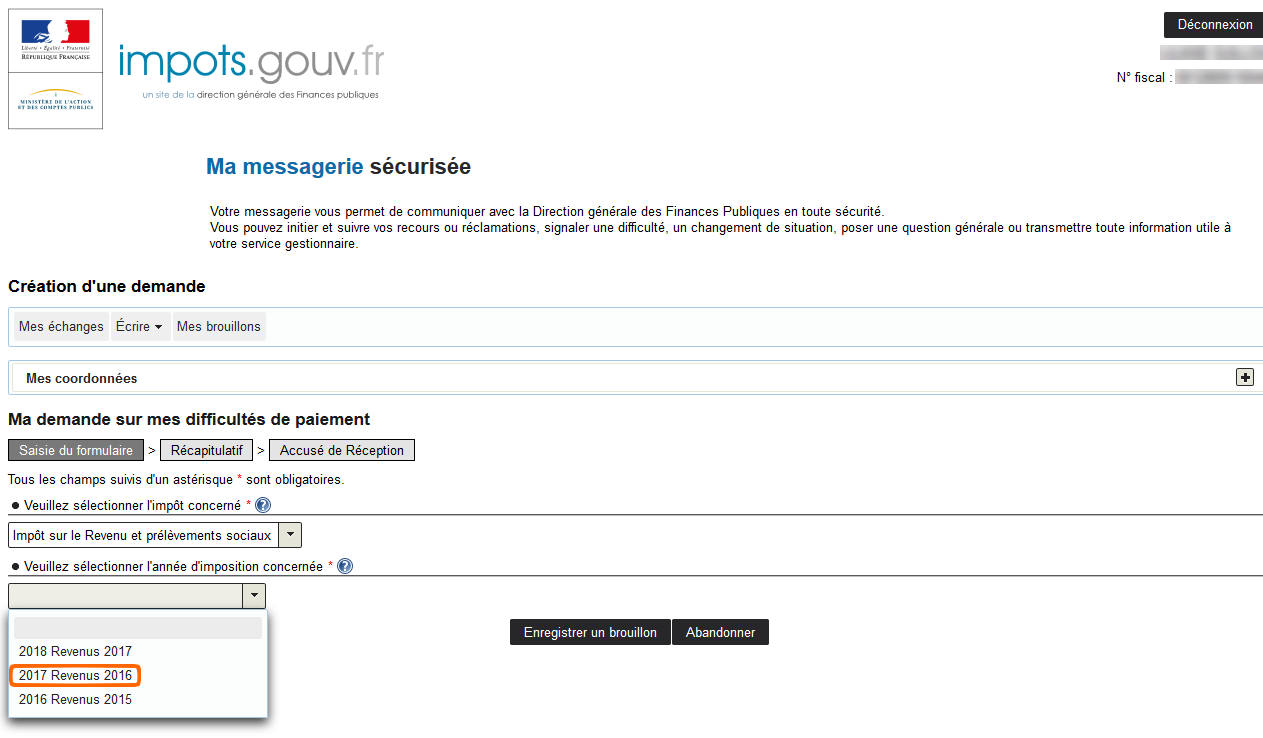 Liberté • Égalité • Fraternité
RÉPUBLIQUE FRANÇAISE
MINISTÈRE DE L'ACTION
ET DES COMPTES PUBLICS
impots.gouv.fr
un site de la direction générale des Finances publiques
Déconnexion
N° fiscal :
Ma messagerie sécurisée
Votre messagerie vous permet de communiquer avec la Direction générale des Finances Publiques en toute sécurité.
Vous pouvez initier et suivre vos recours ou réclamations, signaler une difficulté, un changement de situation, poser une question générale ou transmettre toute information utile à
votre service gestionnaire.
Création d'une demande
Mes échanges Écrire Mes brouillons
Mes coordonnées
Ma demande sur mes difficultés de paiement
Saisie du formulaire > Récapitulatif > Accusé de Réception
Tous les champs suivis d'un astérisque * sont obligatoires.
● Veuillez sélectionner l'impôt concerné * ?
Impôt sur le Revenu et prélèvements sociaux
● Veuillez sélectionner l'année d'imposition concernée * ?
Enregistrer un brouillon Abandonner
2018 Revenus 2017
2017 Revenus 2016
2016 Revenus 2015